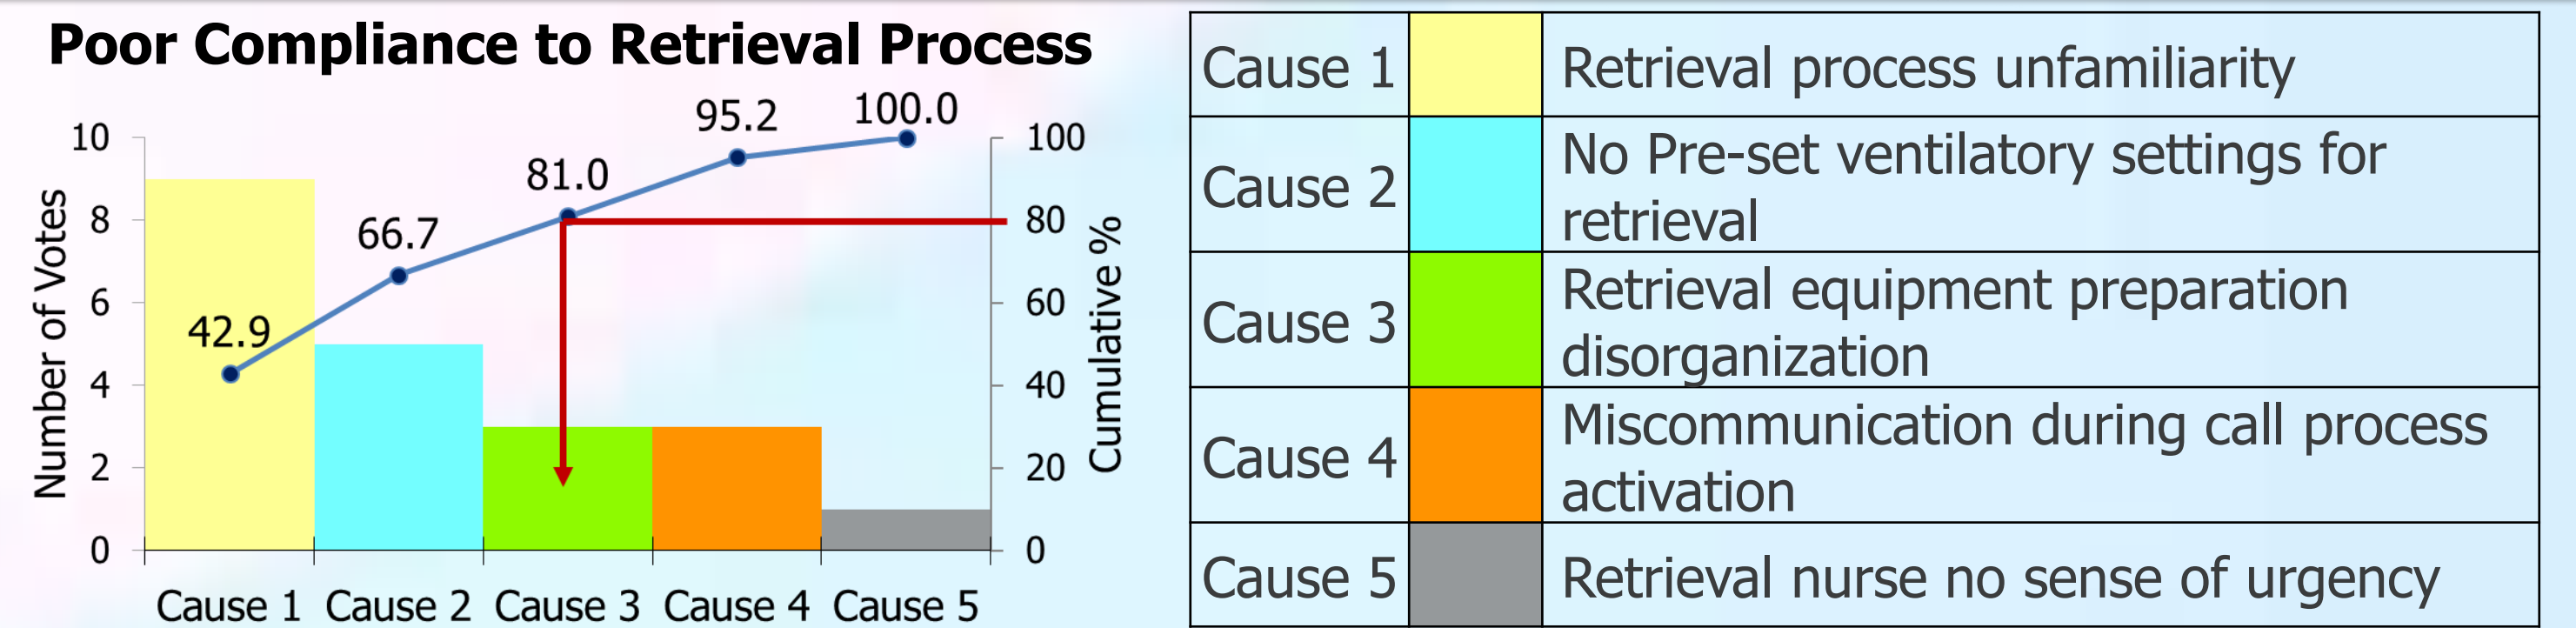 Poor Compliance to Retrieval Process
Number of Votes
10
8
6
4
2
0
42.9
66.7
81.0
95.2
100.0
100
80
60
40
20
0
Cumulative %
Cause 1
Cause 2
Cause 3
Cause 4
Cause 5
Cause 1
Retrieval process unfamiliarity
Cause 2
No Pre-set ventilatory settings for
retrieval
Cause 3
Retrieval equipment preparation
disorganization
Cause 4
Miscommunication during call process
activation
Cause 5
Retrieval nurse no sense of urgency